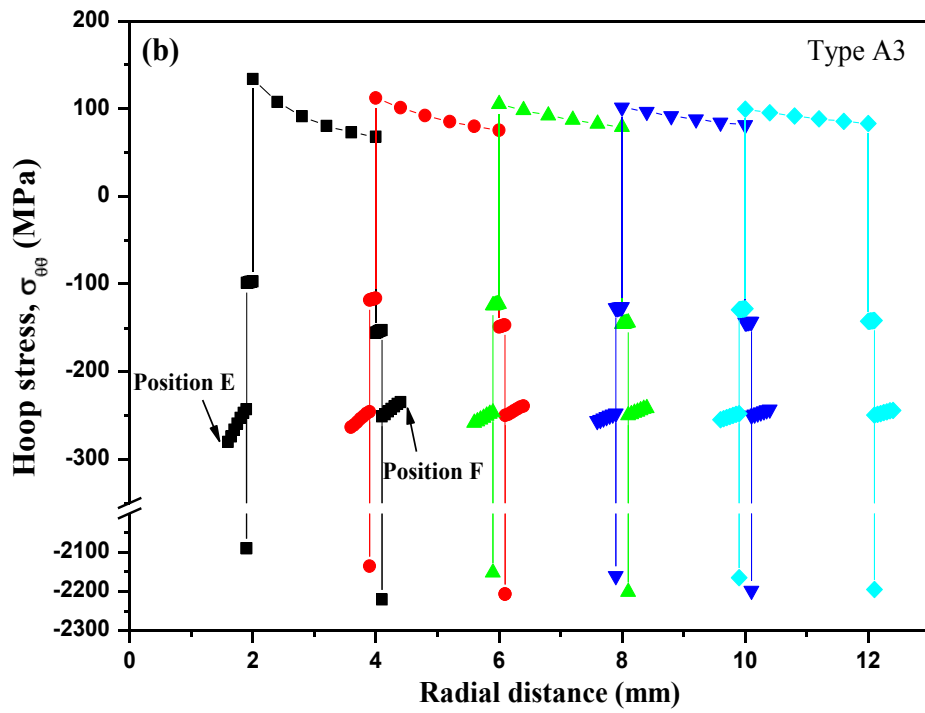 (b)
Type A3
200
100
0
-100
-200
-300
-2100
-2200
-2300
Hoop stress, σθθ (MPa)
Position E
Position F
0 2 4 6 8 10 12
Radial distance (mm)